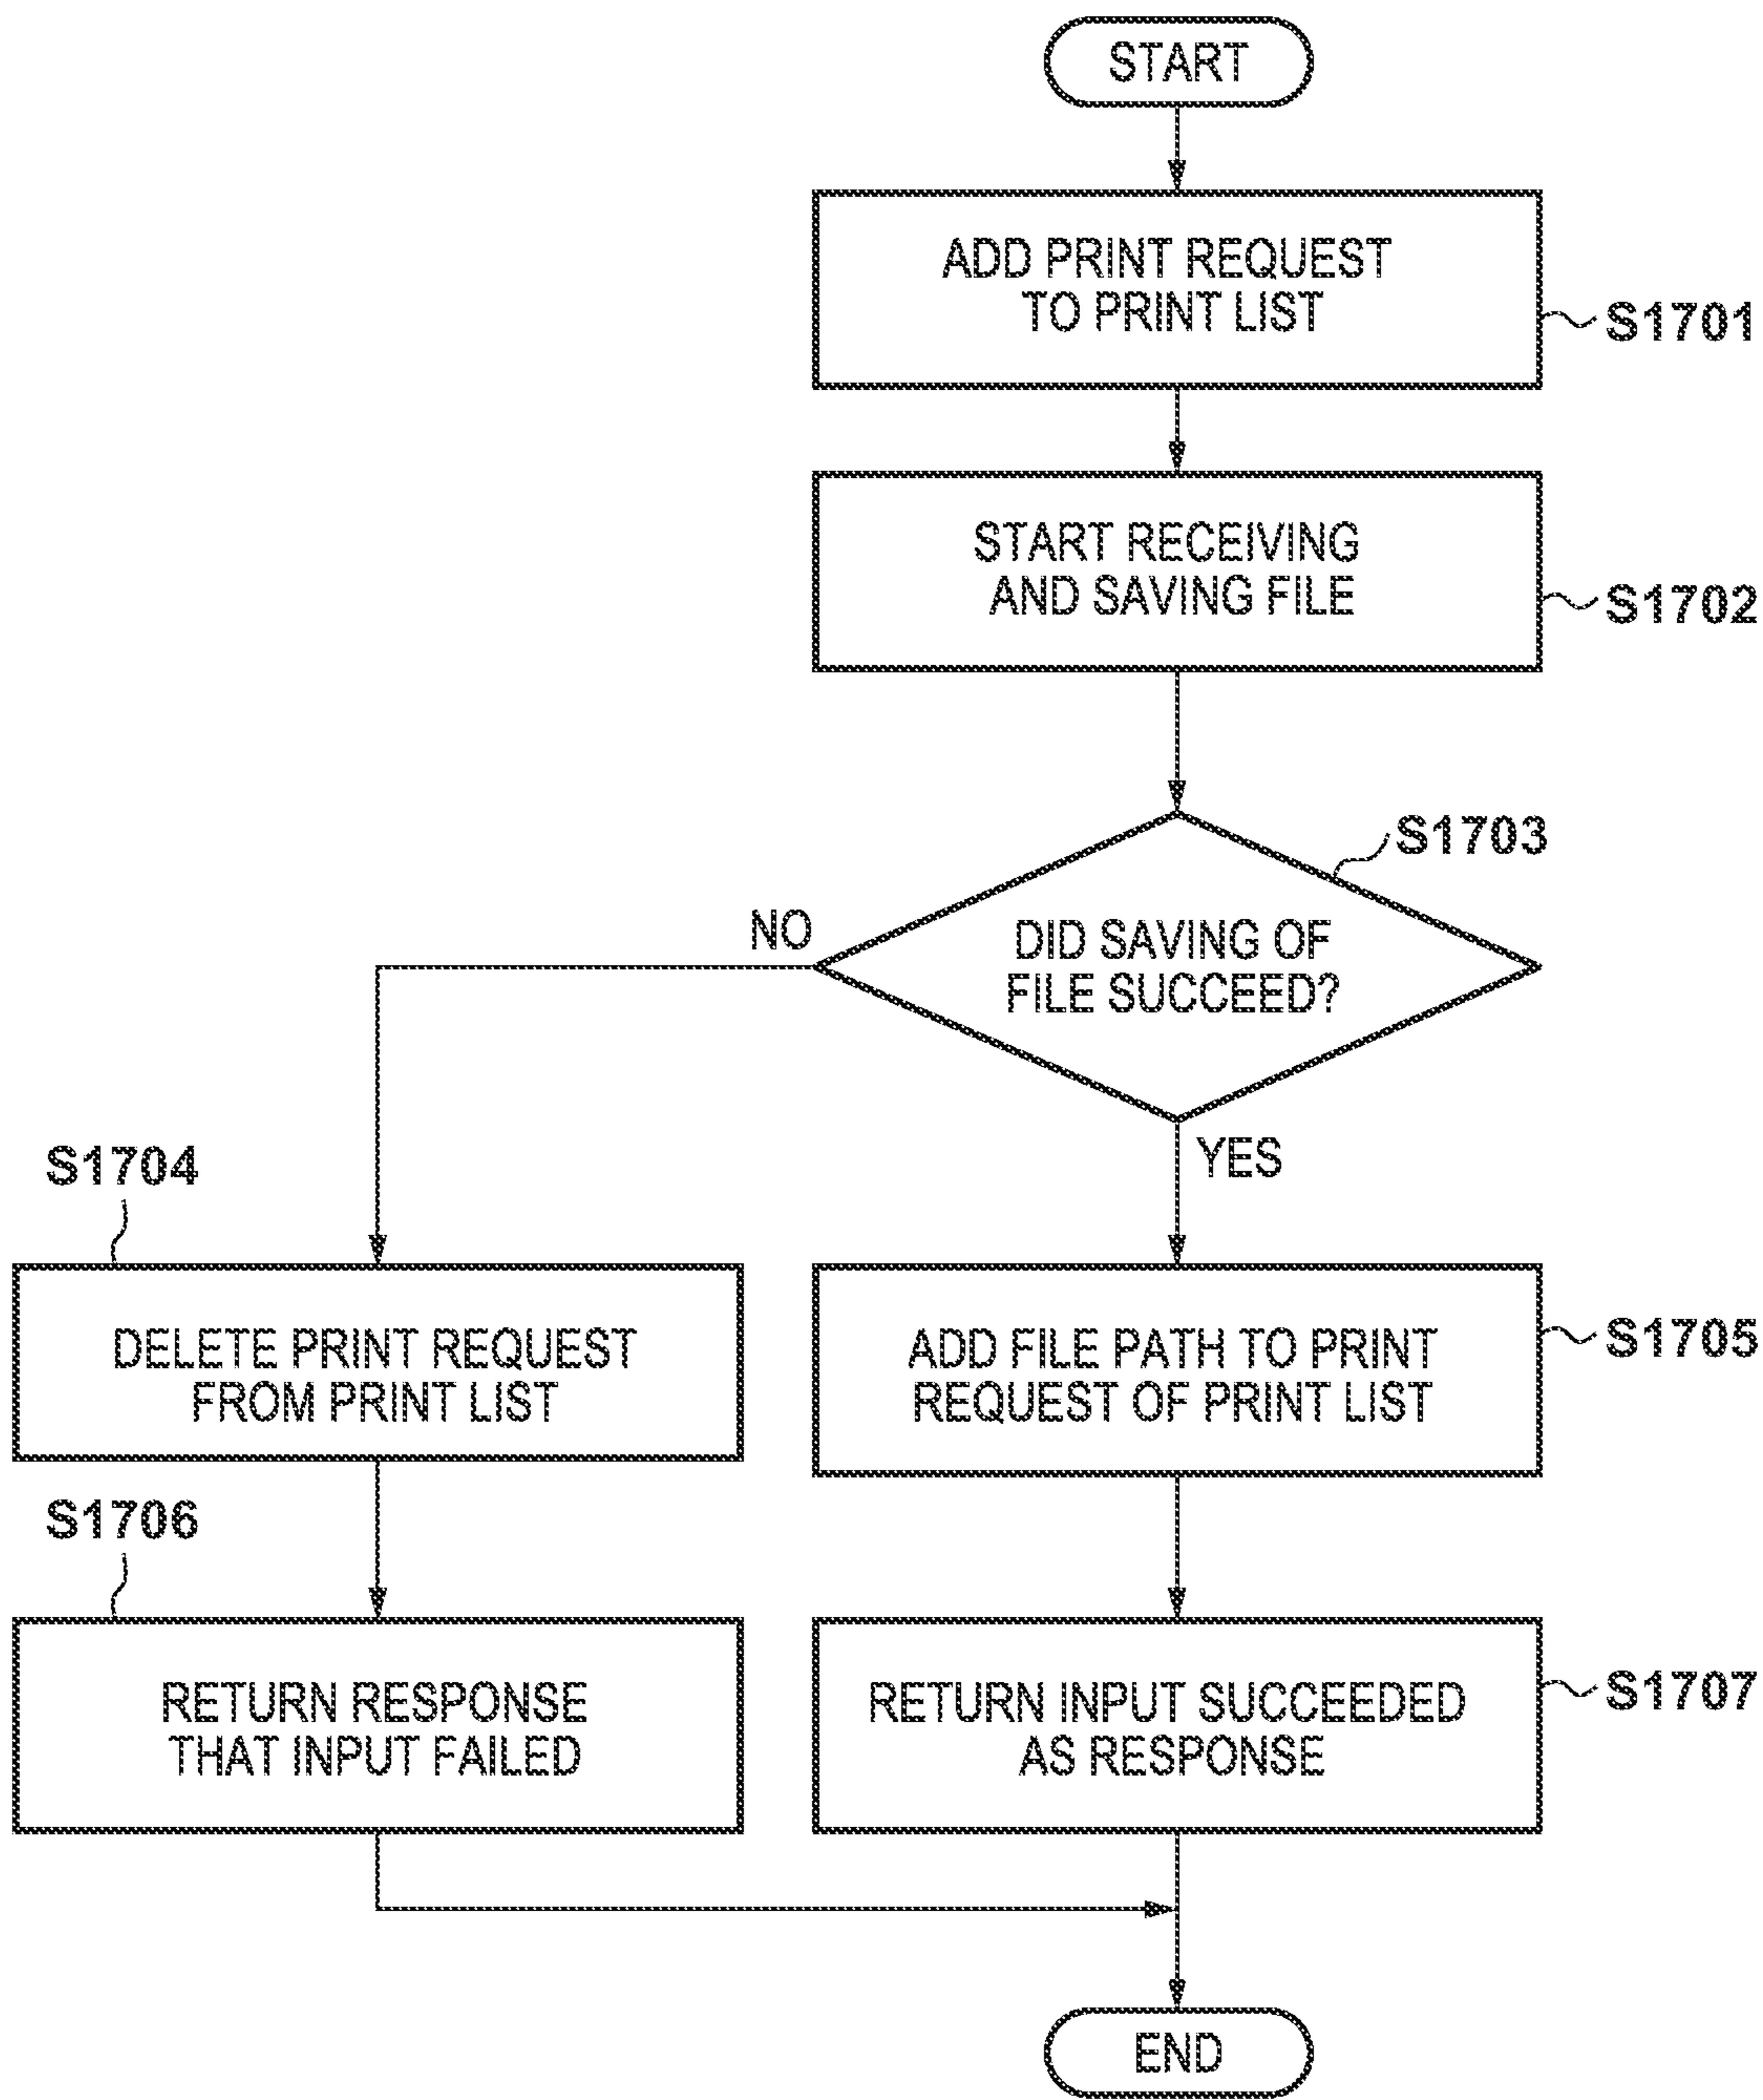 START
ADD PRINT REQUEST
TO PRINT LIST
S1701
START RECEIVING
AND SAVING FILE
S1702
S1703
DID SAVING OF
FILE SUCCEED?
NO
YES
S1704
DELETE PRINT REQUEST
FROM PRINT LIST
ADD FILE PATH TO PRINT
REQUEST OF PRINT LIST
S1705
S1706
RETURN RESPONSE
THAT INPUT FAILED
RETURN INPUT SUCCEEDED
AS RESPONSE
S1707
END